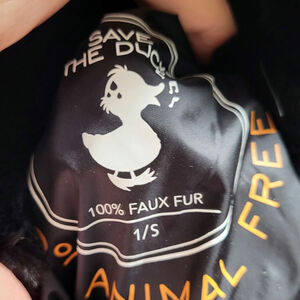 SAVE
THE DUCK
100% FAUX FUR
1/S
ANIMAL FREE